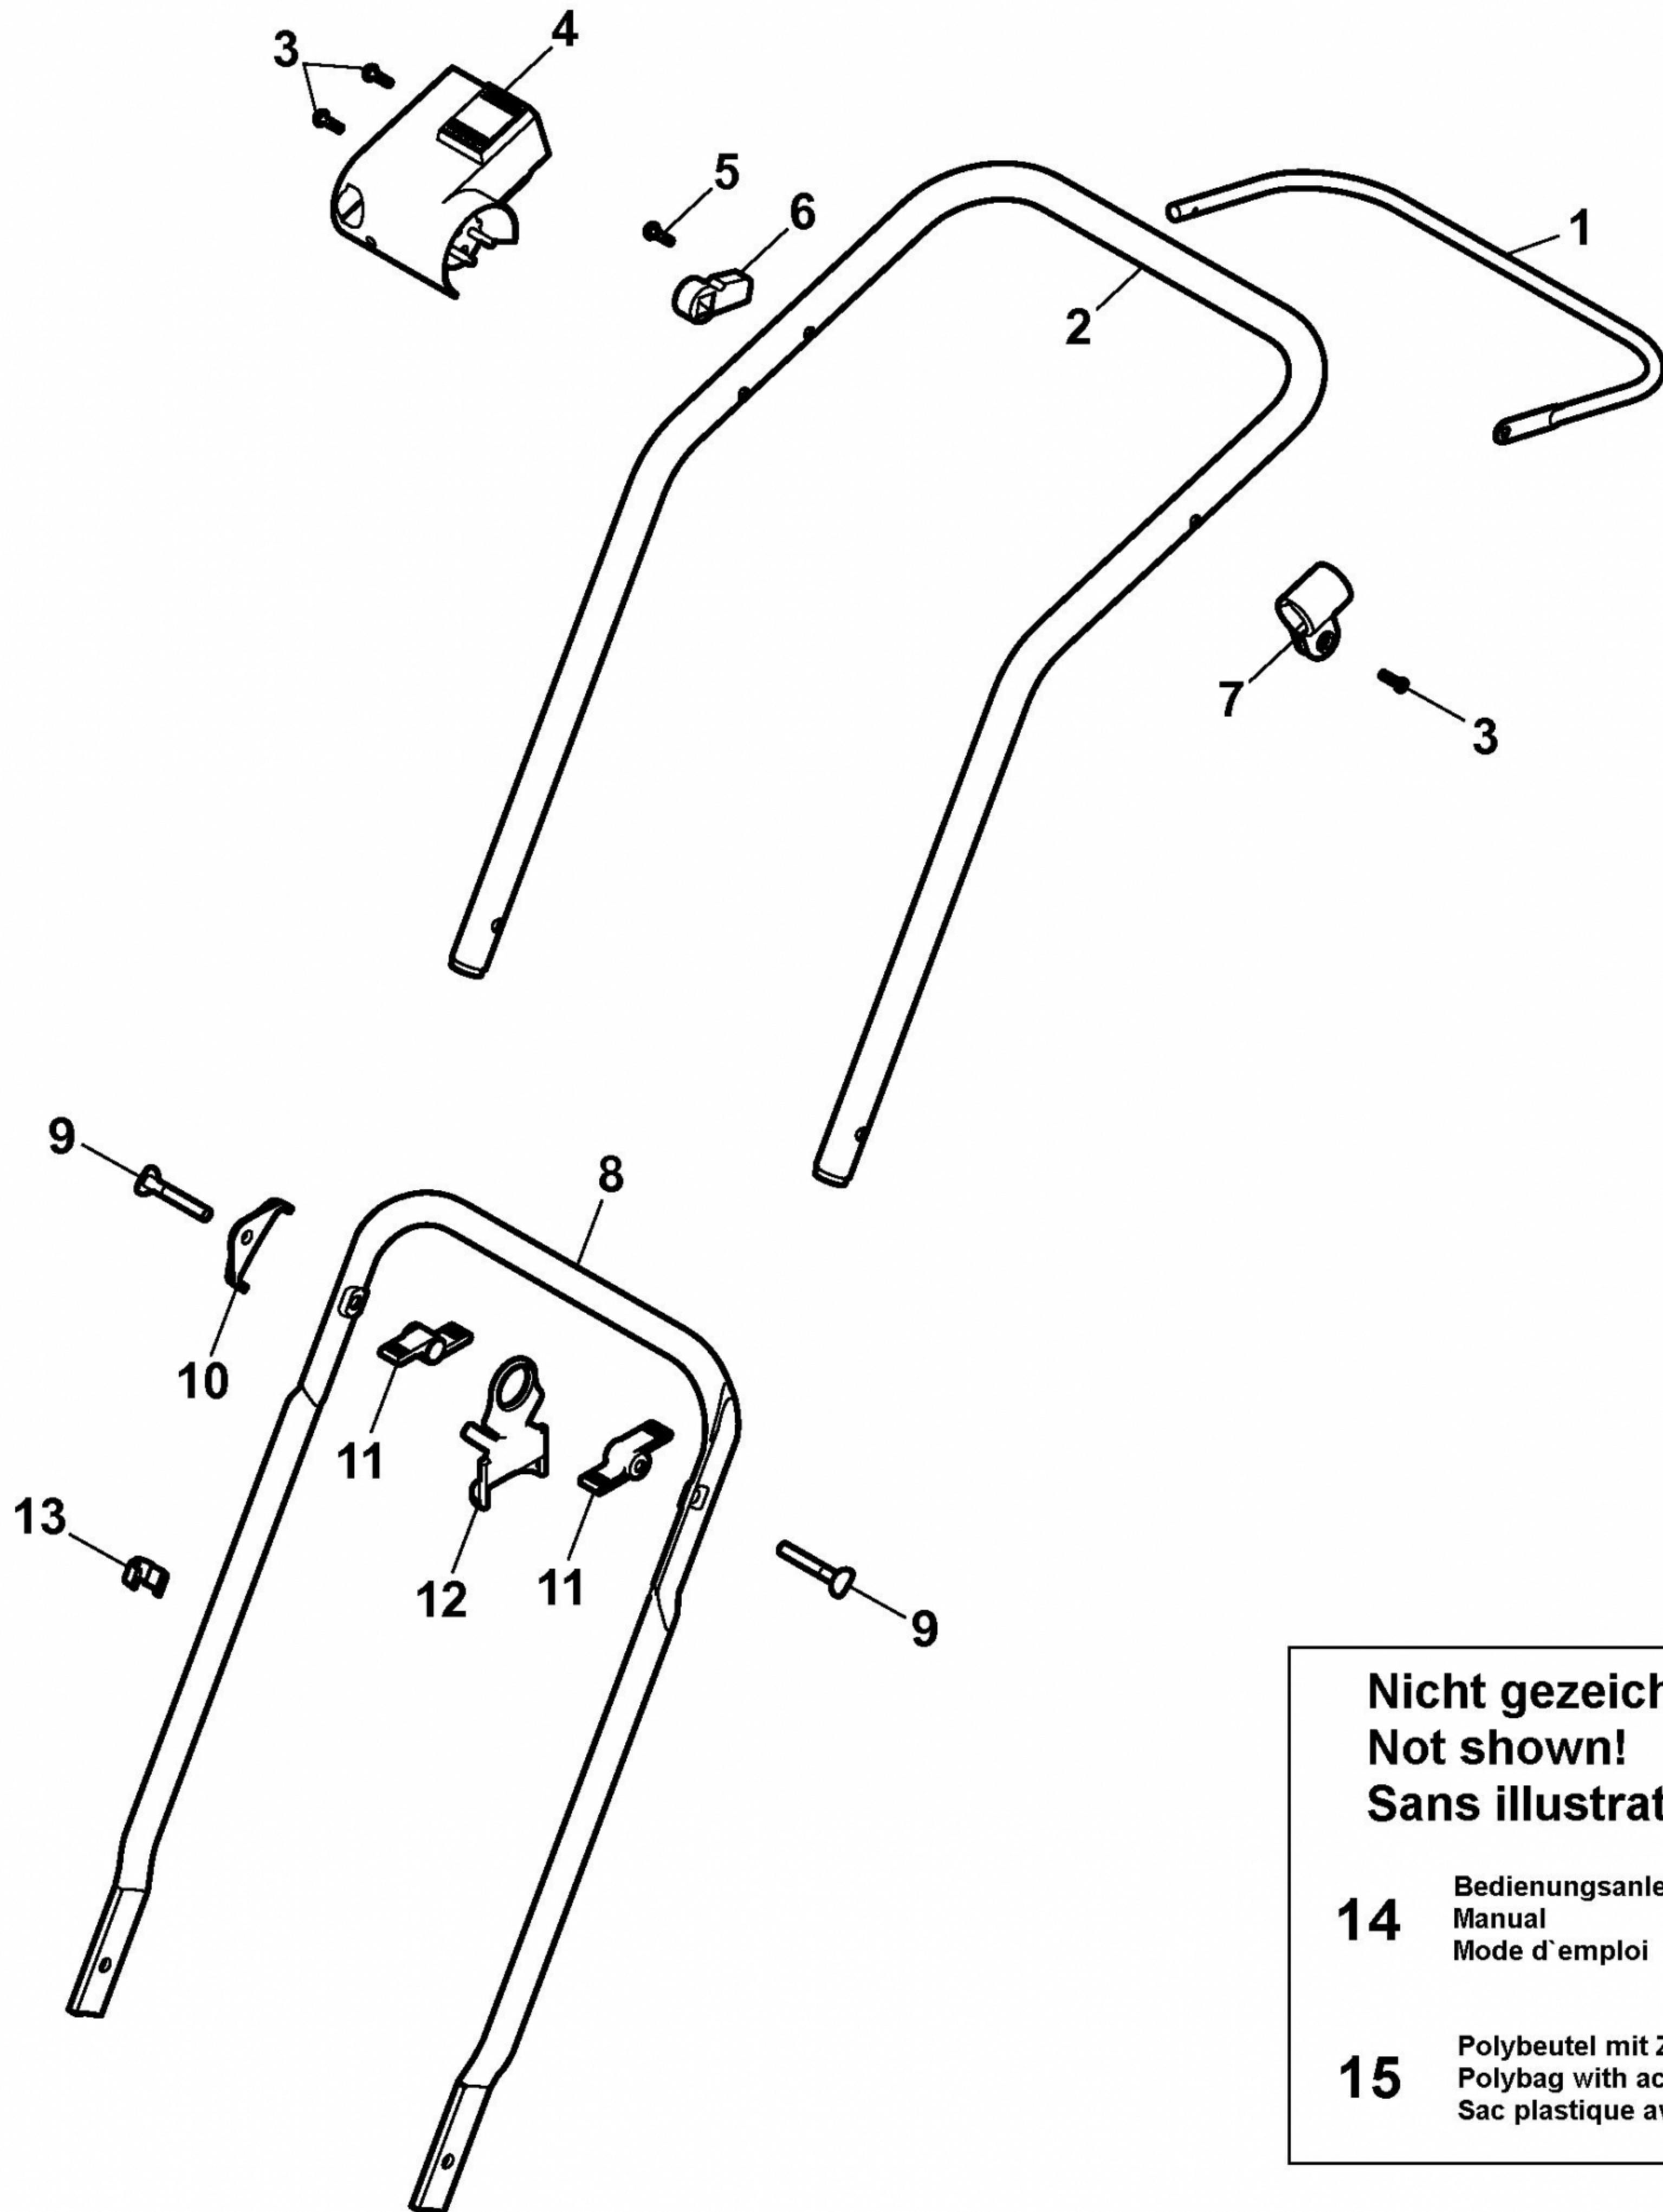 4
3
5
6
1
2
7
3
9
8
10
11
13
12
11
9
Nicht gezeich
Not shown!
Sans illustrat
14
Bedienungsanle
Manual
Mode d`emploi
15
Polybeutel mit Z
Polybag with ac
Sac plastique av